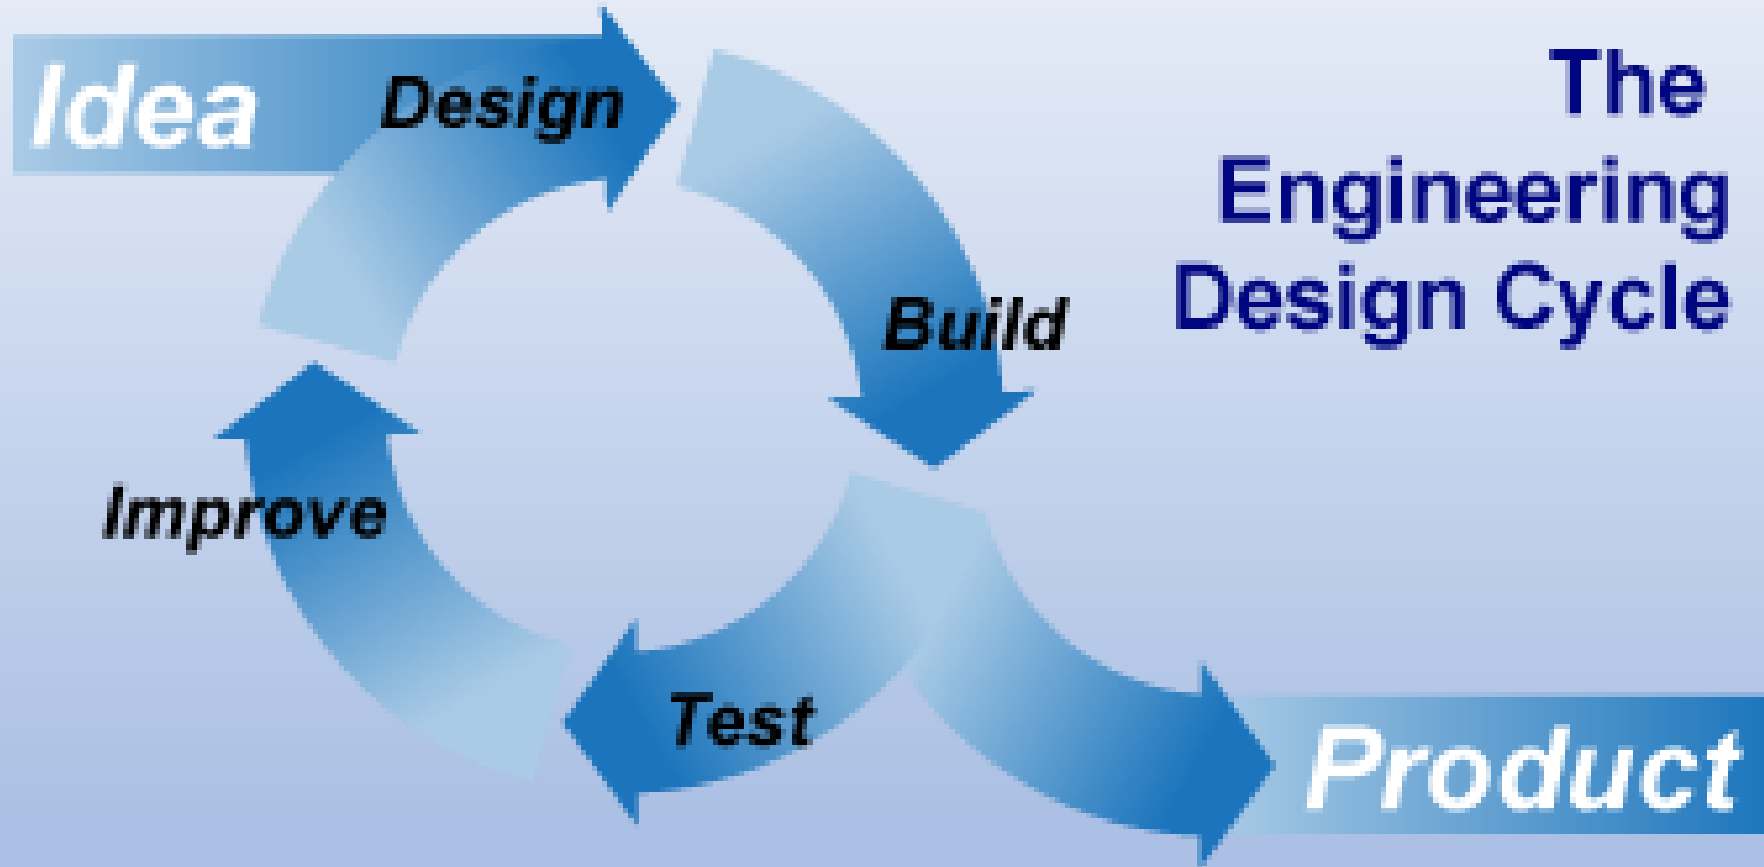 Idea
Design
The
Engineering
Design Cycle
Build
Improve
Test
Product